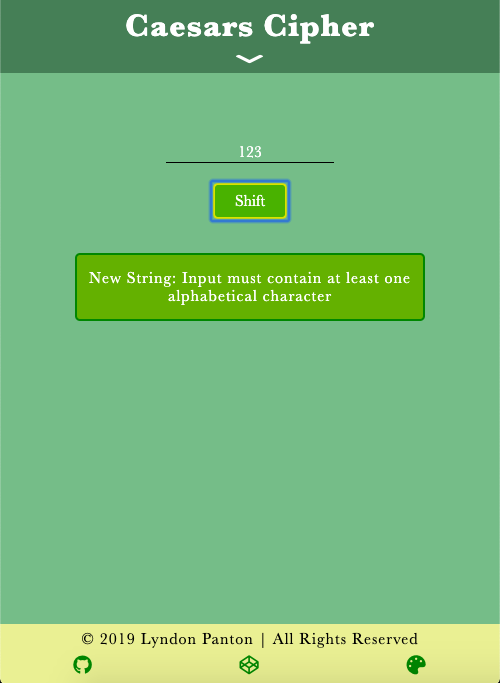 Caesars Cipher
123
Shift
New String: Input must contain at least one
alphabetical character
© 2019 Lyndon Panton | All Rights Reserved